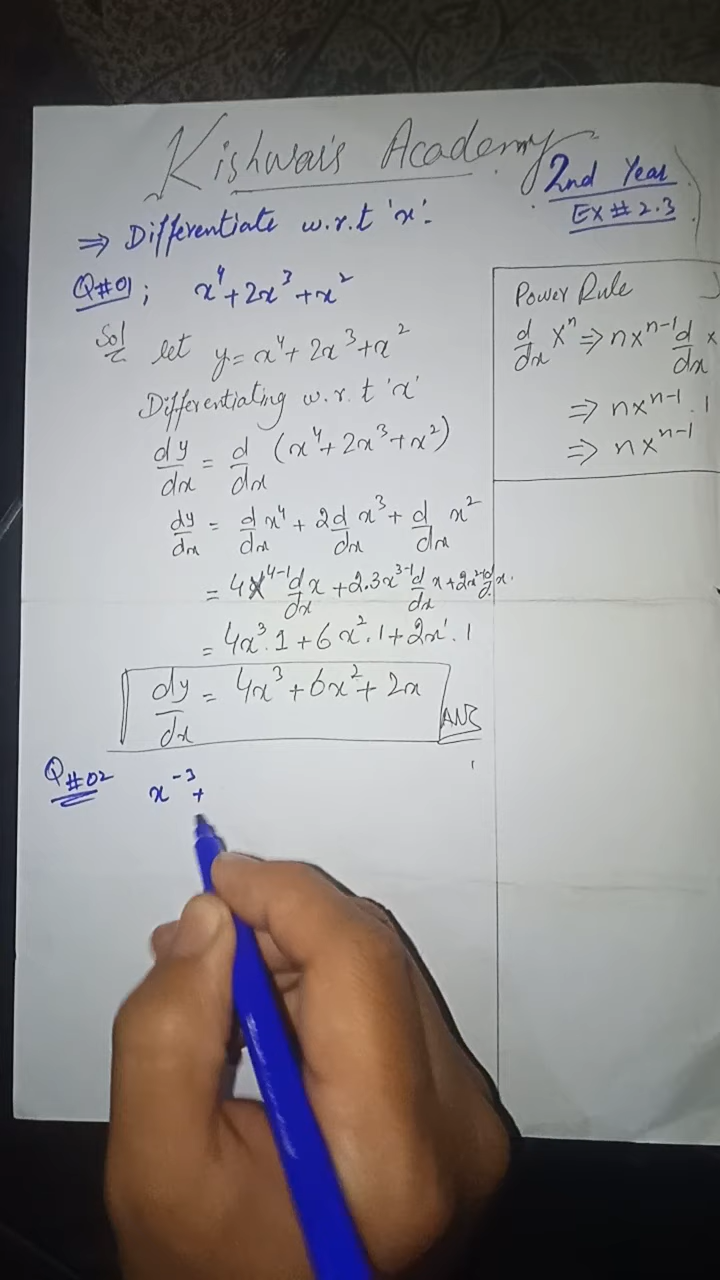 Kishwar's Academy
2nd Year
EX # 2.3
⇒ Differentiate w.r.t 'x'.
Q#01; x⁴+2x³+x²
Sol let y=x⁴+2x³+x²
Differentiating w.r.t 'x'
dy/dx = d/dx (x⁴+2x³+x²)
dy/dx = d/dx x⁴ + 2d/dx x³ + d/dx x²
= 4x⁴⁻¹ d/dx x + 2.3x³⁻¹ d/dx x + 2x²⁻¹ d/dx x.
= 4x³.1+6x².1+2x¹.1
dy/dx = 4x³+6x²+2x
ANS
Q#02 x⁻³ +
Power Rule
d/dx xⁿ ⇒ nxⁿ⁻¹ d/dx x
⇒ nxⁿ⁻¹.1
⇒ nxⁿ⁻¹